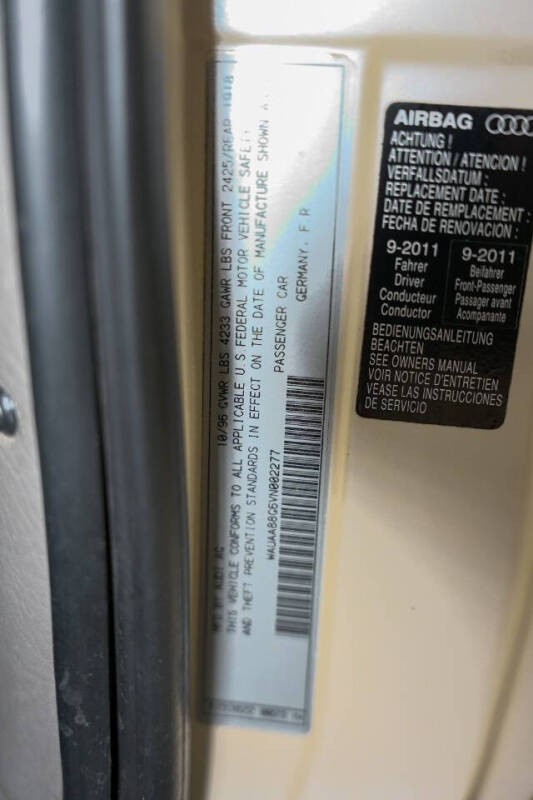 MFD BY AUDI AG 10/96 GVWR LBS 4233 GAWR LBS FRONT 2425/REAR 1918
THIS VEHICLE CONFORMS TO ALL APPLICABLE U S FEDERAL MOTOR VEHICLE SAFETY
AND THEFT PREVENTION STANDARDS IN EFFECT ON THE DATE OF MANUFACTURE SHOWN A
WAUAA88G6VN002277 PASSENGER CAR
GERMANY, F R
AIRBAG
ACHTUNG !
ATTENTION / ATENCION !
VERFALLSDATUM :
REPLACEMENT DATE :
DATE DE REMPLACEMENT :
FECHA DE RENOVACION :
9-2011
Fahrer
Driver
Conducteur
Conductor
9-2011
Beifahrer
Front-Passenger
Passager avant
Acompanante
BEDIENUNGSANLEITUNG
BEACHTEN
SEE OWNERS MANUAL
VOIR NOTICE D'ENTRETIEN
VEASE LAS INSTRUCCIONES
DE SERVICIO